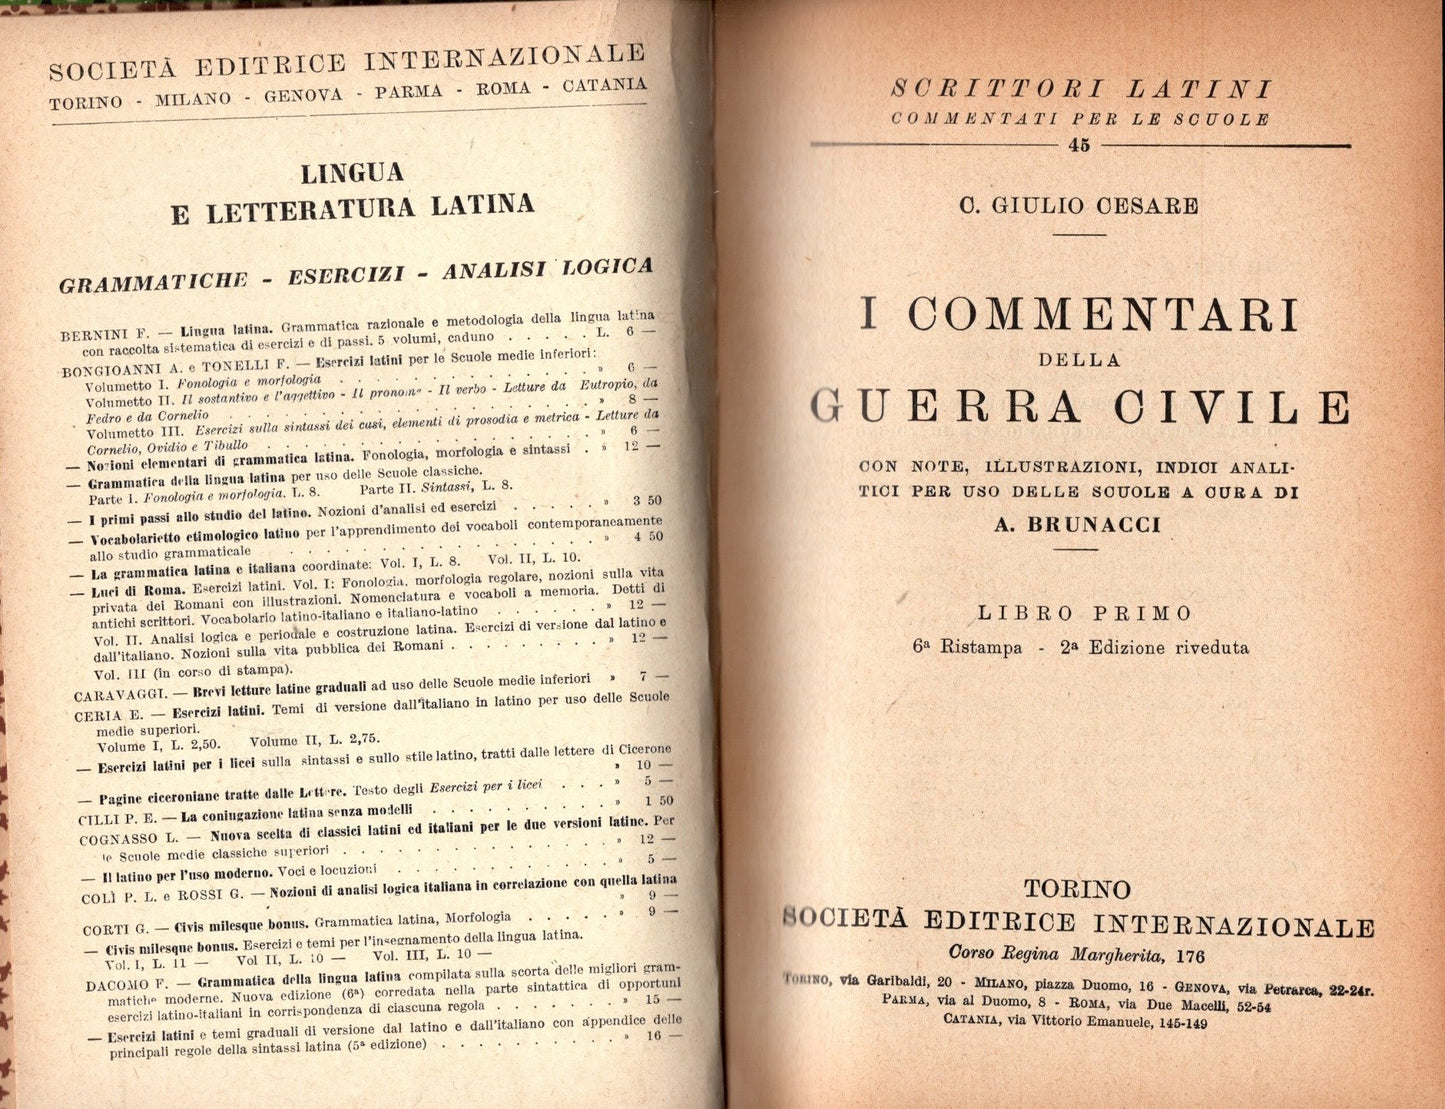 SOCIETÀ EDITRICE INTERNAZIONALE
TORINO - MILANO - GENOVA - PARMA - ROMA - CATANIA
LINGUA
E LETTERATURA LATINA
GRAMMATICHE - ESERCIZI - ANALISI LOGICA
BERNINI F. — Lingua latina. Grammatica razionale e metodologia della lingua latina
con raccolta sistematica di esercizi e di passi. 5 volumi, caduno . . . . . L. 6 —
BONGIOANNI A. e TONELLI F. — Esercizi latini per le Scuole medie inferiori:
Volumetto I. Fonologia e morfologia . . . . . . . . . . . » 6 —
Volumetto II. Il sostantivo e l'aggettivo - Il pronome - Il verbo - Letture da Eutropio, da
Fedro e da Cornelio . . . . . . . . . . . . . . . » 8 —
Volumetto III. Esercizi sulla sintassi dei casi, elementi di prosodia e metrica - Letture da
Cornelio, Ovidio e Tibullo . . . . . . . . . . . . . » 6 —
— Nozioni elementari di grammatica latina. Fonologia, morfologia e sintassi . » 12 —
— Grammatica della lingua latina per uso delle Scuole classiche.
Parte I. Fonologia e morfologia. L. 8. Parte II. Sintassi, L. 8.
— I primi passi allo studio del latino. Nozioni d'analisi ed esercizi . . . . . » 3 50
— Vocabolarietto etimologico latino per l'apprendimento dei vocaboli contemporaneamente
allo studio grammaticale . . . . . . . . . . . . . » 4 50
— La grammatica latina e italiana coordinate: Vol. I, L. 8. Vol. II, L. 10.
— Luci di Roma. Esercizi latini. Vol. I: Fonologia, morfologia regolare, nozioni sulla vita
privata dei Romani con illustrazioni. Nomenclatura e vocaboli a memoria. Detti di
antichi scrittori. Vocabolario latino-italiano e italiano-latino . . . . . . » 12 —
Vol. II. Analisi logica e periodale e costruzione latina. Esercizi di versione dal latino e
dall'italiano. Nozioni sulla vita pubblica dei Romani . . . . . . . . » 12 —
Vol. III (in corso di stampa).
CARAVAGGI. — Brevi letture latine graduali ad uso delle Scuole medie inferiori » 7 —
CERIA E. — Esercizi latini. Temi di versione dall'italiano in latino per uso delle Scuole
medie superiori.
Volume I, L. 2,50. Volume II, L. 2,75.
— Esercizi latini per i licei sulla sintassi e sullo stile latino, tratti dalle lettere di Cicerone
» 10 —
— Pagine ciceroniane tratte dalle Lettere. Testo degli Esercizi per i licei . . . » 5 —
CILLI P. E. — La coniugazione latina senza modelli . . . . . . . . » 1 50
COGNASSO L. — Nuova scelta di classici latini ed italiani per le due versioni latine. Per
le Scuole medie classiche superiori . . . . . . . . . . . » 12 —
— Il latino per l'uso moderno. Voci e locuzioni . . . . . . . . . » 5 —
COLÌ P. L. e ROSSI G. — Nozioni di analisi logica italiana in correlazione con quella latina
» 9 —
CORTI G. — Civis milesque bonus. Grammatica latina, Morfologia . . . . . » 9 —
— Civis milesque bonus. Esercizi e temi per l'insegnamento della lingua latina.
Vol. I, L. 11 — Vol II, L. 10 — Vol. III, L. 10 —
DACOMO F. — Grammatica della lingua latina compilata sulla scorta delle migliori gram-
matiche moderne. Nuova edizione (6ª) corredata nella parte sintattica di opportuni
esercizi latino-italiani in corrispondenza di ciascuna regola . . . . . . » 15 —
— Esercizi latini e temi graduali di versione dal latino e dall'italiano con appendice delle
principali regole della sintassi latina (5ª edizione) . . . . . . . . . » 16 —
SCRITTORI LATINI
COMMENTATI PER LE SCUOLE
45
C. GIULIO CESARE
I COMMENTARI
DELLA
GUERRA CIVILE
CON NOTE, ILLUSTRAZIONI, INDICI ANALI-
TICI PER USO DELLE SCUOLE A CURA DI
A. BRUNACCI
LIBRO PRIMO
6ª Ristampa - 2ª Edizione riveduta
TORINO
SOCIETÀ EDITRICE INTERNAZIONALE
Corso Regina Margherita, 176
TORINO, via Garibaldi, 20 - MILANO, piazza Duomo, 16 - GENOVA, via Petrarca, 22-24r.
PARMA, via al Duomo, 8 - ROMA, via Due Macelli, 52-54
CATANIA, via Vittorio Emanuele, 145-149